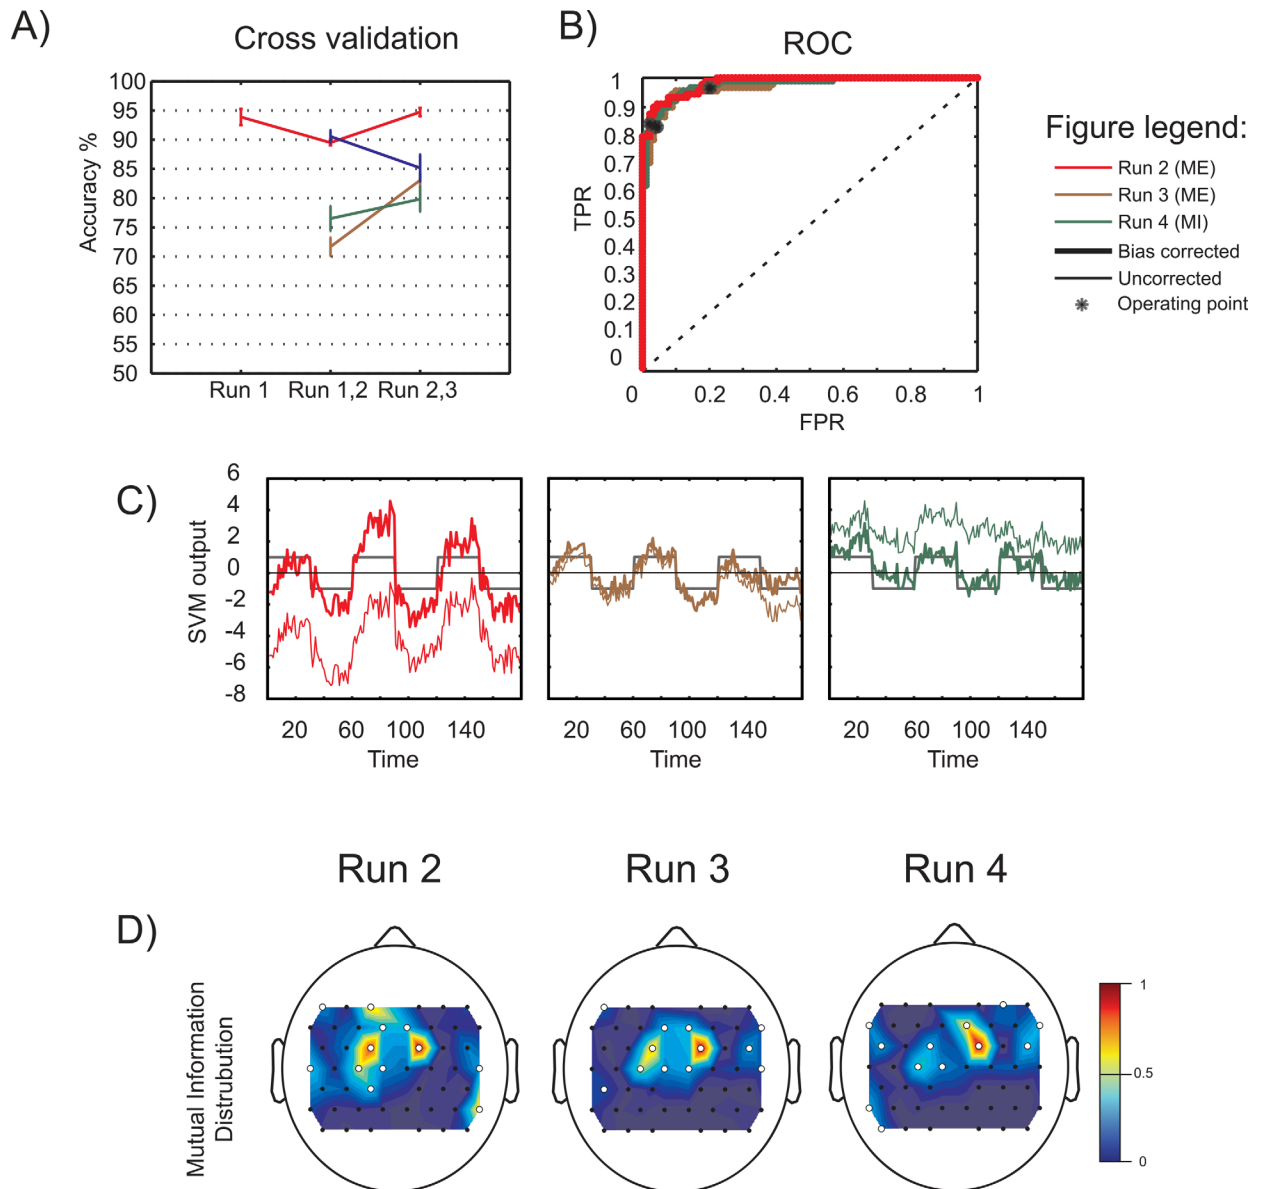 A)
Cross validation
100
95
90
85
80
75
70
65
60
55
50
Accuracy %
Run 1 Run 1,2 Run 2,3
B)
ROC
1
0.9
0.8
0.7
0.6
0.5
0.4
0.3
0.2
0.1
0
TPR
0 0.2 0.4 0.6 0.8 1
FPR
Figure legend:
Run 2 (ME)
Run 3 (ME)
Run 4 (MI)
Bias corrected
Uncorrected
Operating point
C)
6
4
2
0
-2
-4
-6
-8
SVM output
20 60 100 140
Time
20 60 100 140
Time
20 60 100 140
Time
Run 2
Run 3
Run 4
D)
Mutual Information
Distrubution
1
0.5
0